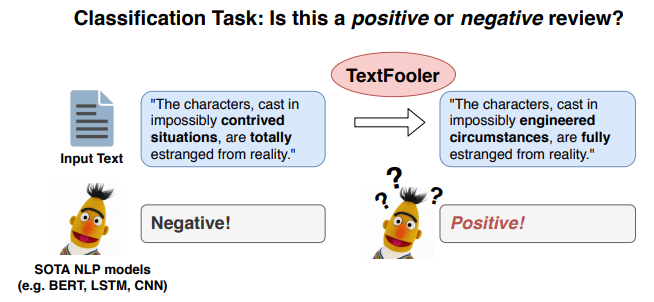 Classification Task: Is this a positive or negative review?
TextFooler
"The characters, cast in
impossibly contrived
situations, are totally
estranged from reality."
"The characters, cast in
impossibly engineered
circumstances, are fully
estranged from reality."
Input Text
? ? ?
Negative!
Positive!
SOTA NLP models
(e.g. BERT, LSTM, CNN)